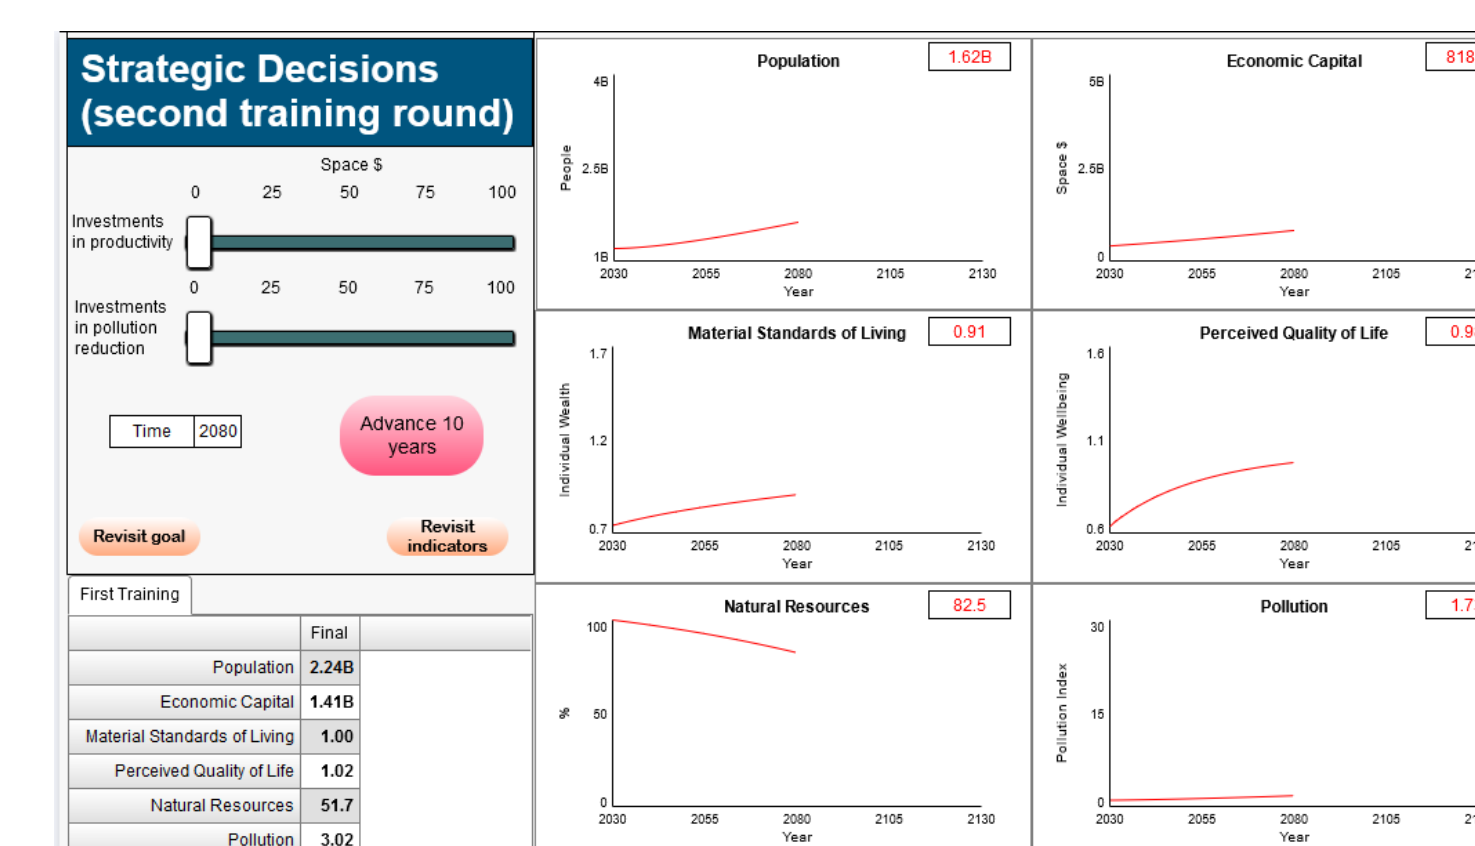 Strategic Decisions
(second training round)
Space $
0 25 50 75 100
Investments
in productivity
0 25 50 75 100
Investments
in pollution
reduction
Time 2080
Advance 10
years
Revisit goal
Revisit
indicators
First Training
Final
Population 2.24B
Economic Capital 1.41B
Material Standards of Living 1.00
Perceived Quality of Life 1.02
Natural Resources 51.7
Pollution 3.02
Population 1.62B
4B
People
2.5B
1B
2030 2055 2080 2105 2130
Year
Economic Capital 818
5B
Space $
2.5B
0
2030 2055 2080 2105
Year
Material Standards of Living 0.91
1.7
Individual Wealth
1.2
0.7
2030 2055 2080 2105 2130
Year
Perceived Quality of Life
1.6
Individual Wellbeing
1.1
0.6
2030 2055 2080 2105
Year
Natural Resources 82.5
100
%
50
0
2030 2055 2080 2105 2130
Year
Pollution
30
Pollution Index
15
0
2030 2055 2080 2105
Year